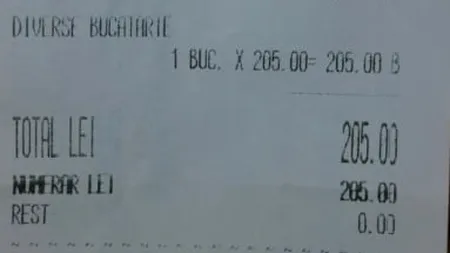 DIVERSE BUCATARIE
1 BUC. X 205.00= 205.00 B
TOTAL LEI 205.00
NUMERAR LEI 205.00
REST 0.00